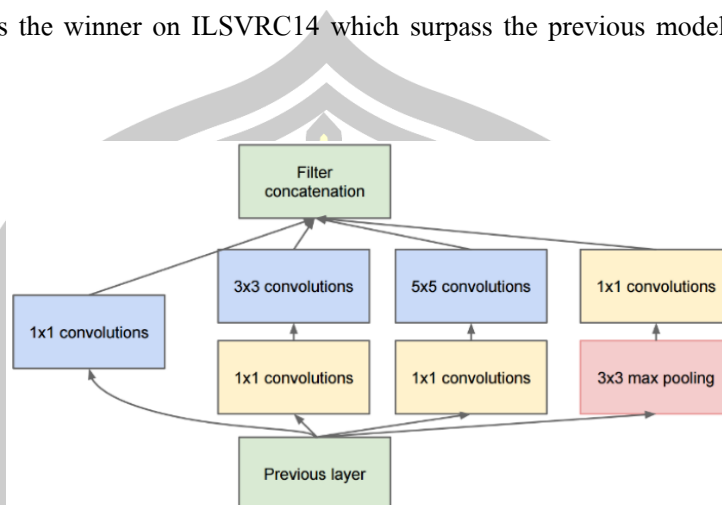 s the winner on ILSVRC14 which surpass the previous model
Filter
concatenation
3x3 convolutions
5x5 convolutions
1x1 convolutions
1x1 convolutions
1x1 convolutions
1x1 convolutions
3x3 max pooling
Previous layer